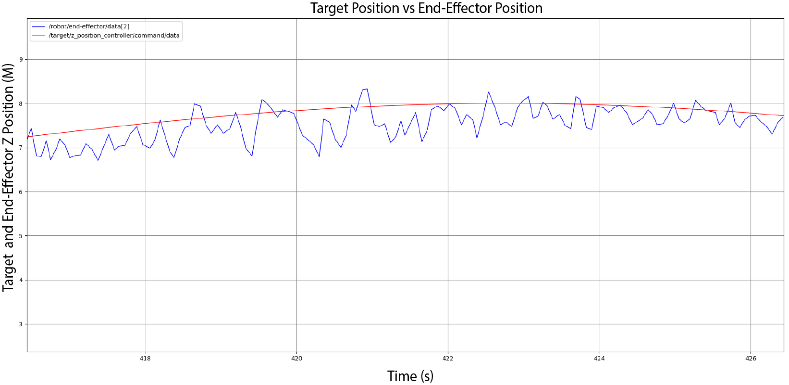 Target Position vs End-Effector Position
/robot/end-effector/data[2]
/target/z_position_controller/command/data
Target and End-Effector Z Position (M)
9
8
7
6
5
4
3
418
420
422
424
426
Time (s)